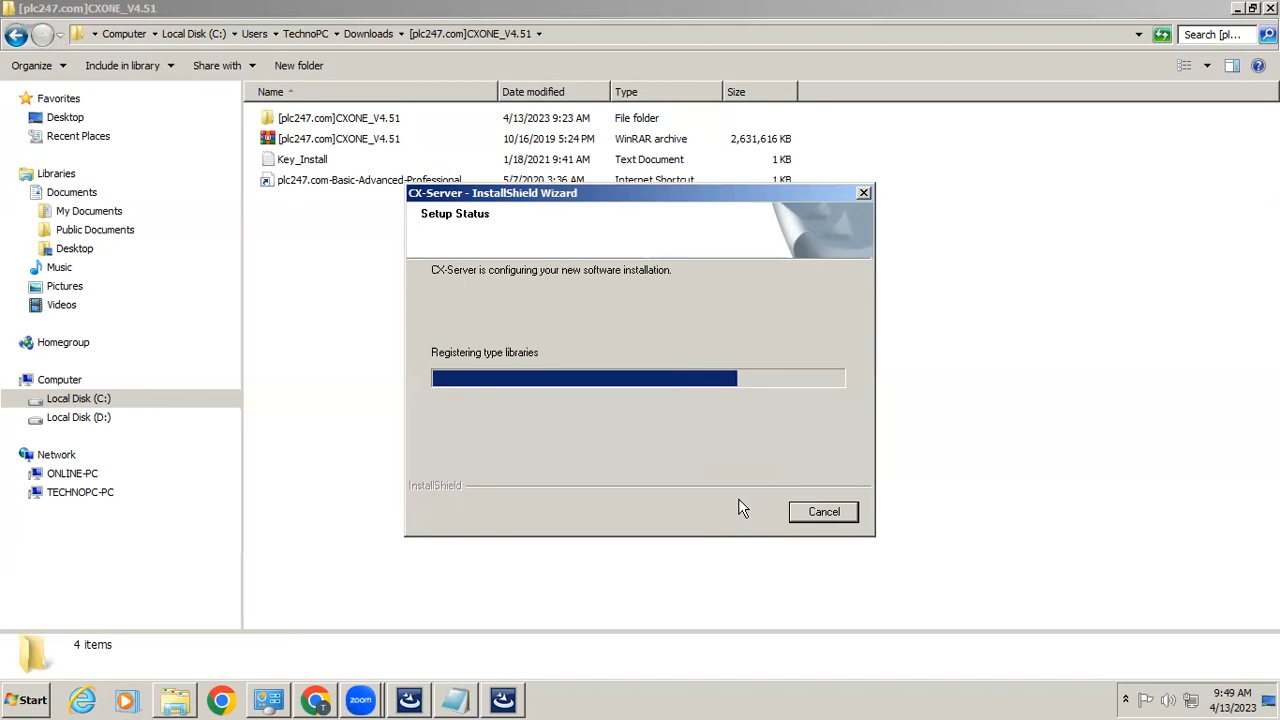 [plc247.com]CXONE_V4.51
Computer Local Disk (C:) Users TechnoPC Downloads [plc247.com]CXONE_V4.51
Search [pl...
Organize Include in library Share with New folder
Name Date modified Type Size
Favorites
Desktop
Recent Places
Libraries
Documents
My Documents
Public Documents
Desktop
Music
Pictures
Videos
Homegroup
Computer
Local Disk (C:)
Local Disk (D:)
Network
ONLINE-PC
TECHNOPC-PC
[plc247.com]CXONE_V4.51 4/13/2023 9:23 AM File folder
[plc247.com]CXONE_V4.51 10/16/2019 5:24 PM WinRAR archive 2,631,616 KB
Key_Install 1/18/2021 9:41 AM Text Document 1 KB
plc247.com-Basic-Advanced-Professional 5/7/2020 3:36 AM Internet Shortcut 1 KB
CX-Server - InstallShield Wizard
Setup Status
CX-Server is configuring your new software installation.
Registering type libraries
InstallShield
Cancel
4 items
Start
zoom
T
9:49 AM
4/13/2023